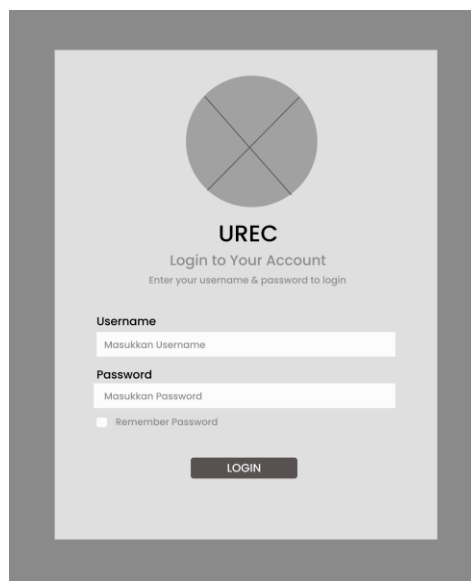 UREC
Login to Your Account
Enter your username & password to login
Username
Masukkan Username
Password
Masukkan Password
Remember Password
LOGIN